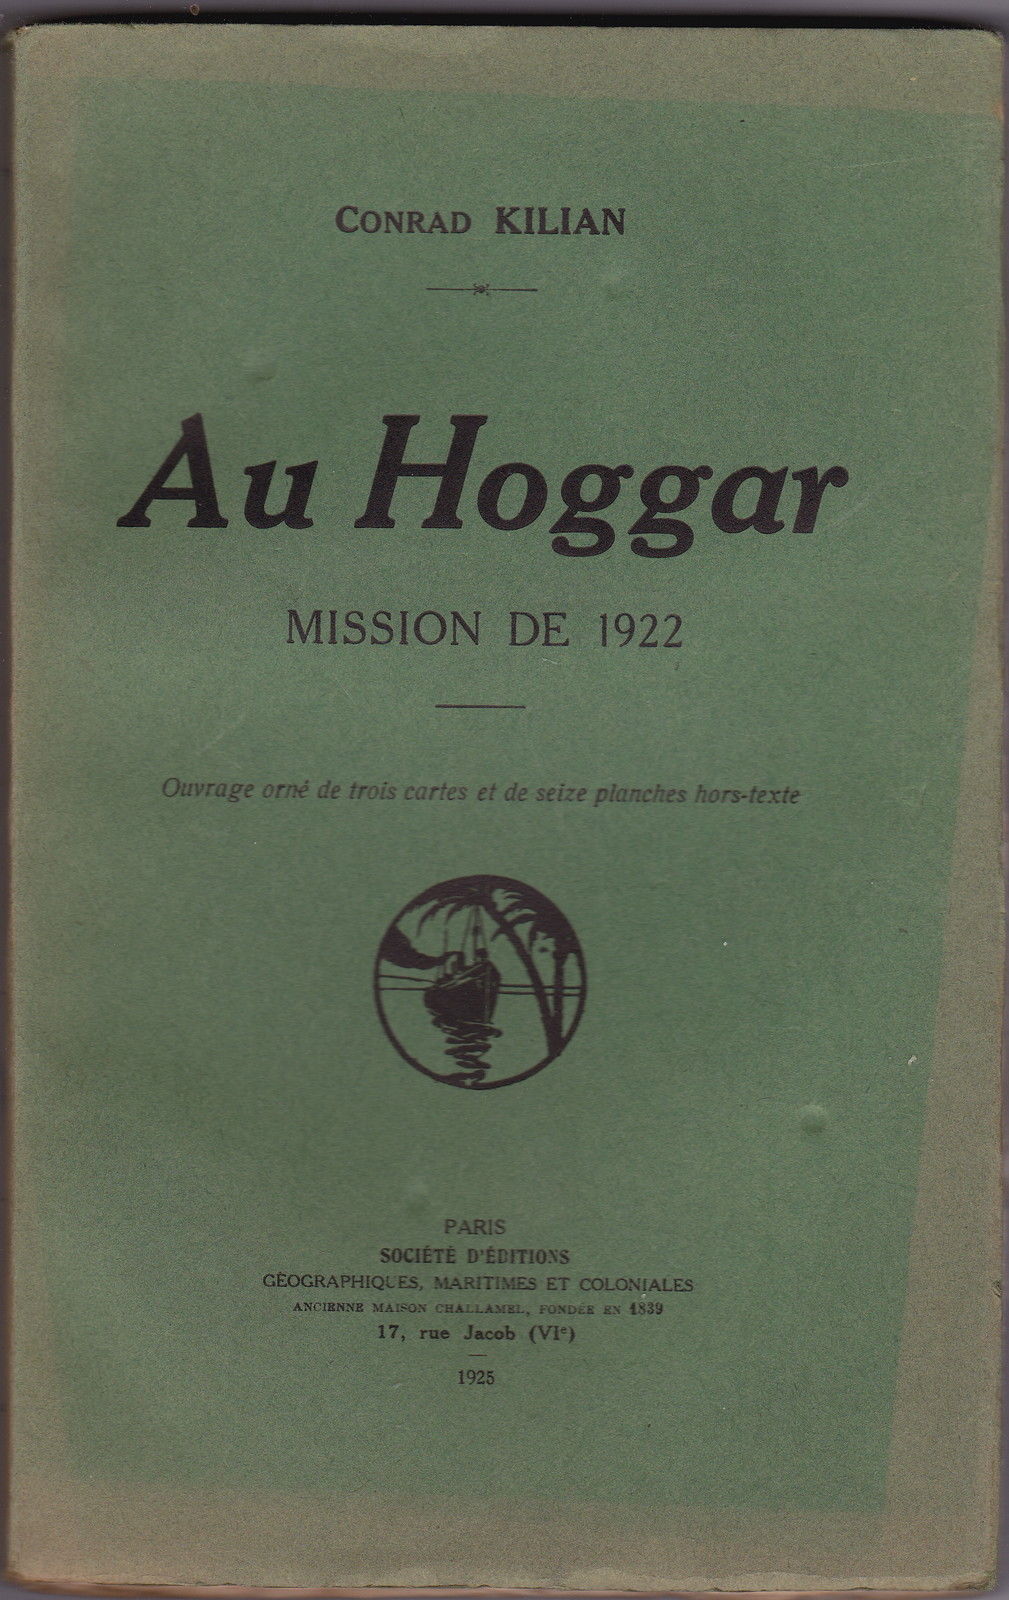 CONRAD KILIAN
Au Hoggar
MISSION DE 1922
Ouvrage orné de trois cartes et de seize planches hors-texte
PARIS
SOCIÉTÉ D'ÉDITIONS
GÉOGRAPHIQUES, MARITIMES ET COLONIALES
ANCIENNE MAISON CHALLAMEL, FONDÉE EN 1839
17, rue Jacob (VIe)
1925